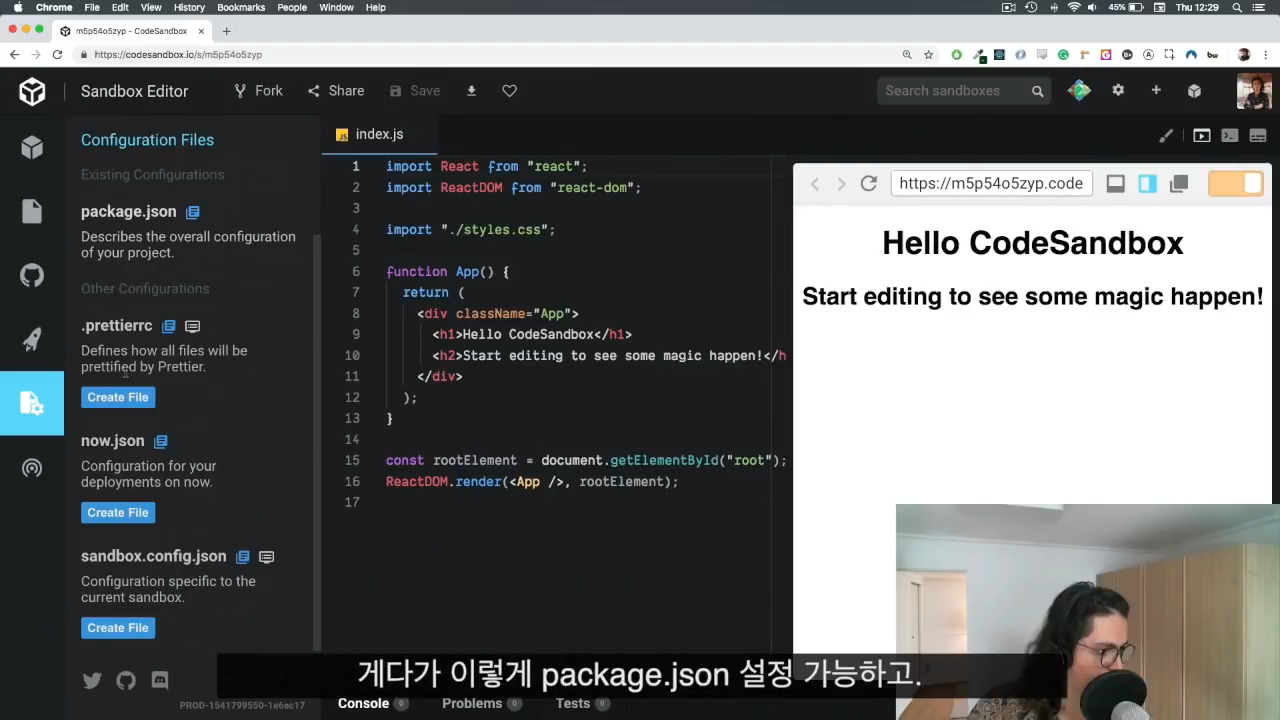 Chrome File Edit View History Bookmarks People Window Help
45% Thu 12:29
m5p54o5zyp - CodeSandbox
https://codesandbox.io/s/m5p54o5zyp
Sandbox Editor
Fork
Share
Save
Search sandboxes
Configuration Files
Existing Configurations
package.json
Describes the overall configuration
of your project.
Other Configurations
.prettierrc
Defines how all files will be
prettified by Prettier.
Create File
now.json
Configuration for your
deployments on now.
Create File
sandbox.config.json
Configuration specific to the
current sandbox.
Create File
PROD-1541799550-1e6ec17
JS index.js
1 import React from "react";
2 import ReactDOM from "react-dom";
3
4 import "./styles.css";
5
6 function App() {
7 return (
8 <div className="App">
9 <h1>Hello CodeSandbox</h1>
10 <h2>Start editing to see some magic happen!</h
11 </div>
12 );
13 }
14
15 const rootElement = document.getElementById("root");
16 ReactDOM.render(<App />, rootElement);
17
https://m5p54o5zyp.code
Hello CodeSandbox
Start editing to see some magic happen!
게다가 이렇게 package.json 설정 가능하고.
Console 0 Problems 0 Tests 0